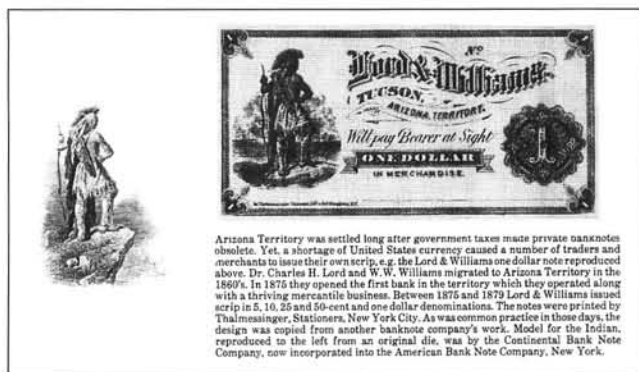 Nº
Lord & Williams.
TUCSON,
ARIZONA TERRITORY.
Will pay Bearer at Sight
ONE DOLLAR
IN MERCHANDISE.
1
Arizona Territory was settled long after government taxes made private banknotes
obsolete. Yet, a shortage of United States currency caused a number of traders and
merchants to issue their own scrip, e.g. the Lord & Williams one dollar note reproduced
above. Dr. Charles H. Lord and W.W. Williams migrated to Arizona Territory in the
1860's. In 1875 they opened the first bank in the territory which they operated along
with a thriving mercantile business. Between 1875 and 1879 Lord & Williams issued
scrip in 5, 10, 25 and 50-cent and one dollar denominations. The notes were printed by
Thalmessinger, Stationers, New York City. As was common practice in those days, the
design was copied from another banknote company's work. Model for the Indian,
reproduced to the left from an original die, was by the Continental Bank Note
Company, now incorporated into the American Bank Note Company, New York.